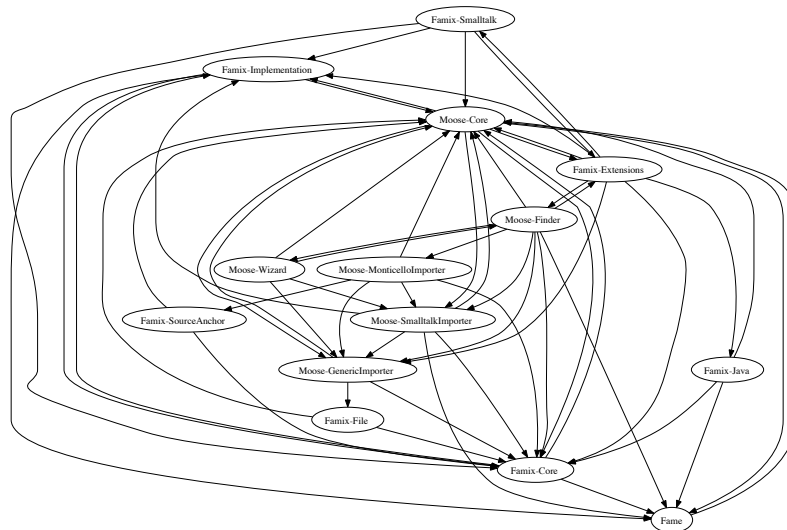 Famix-Smalltalk
Famix-Implementation
Moose-Core
Famix-Extensions
Moose-Finder
Moose-Wizard
Moose-MonticelloImporter
Famix-SourceAnchor
Moose-SmalltalkImporter
Moose-GenericImporter
Famix-Java
Famix-File
Famix-Core
Fame